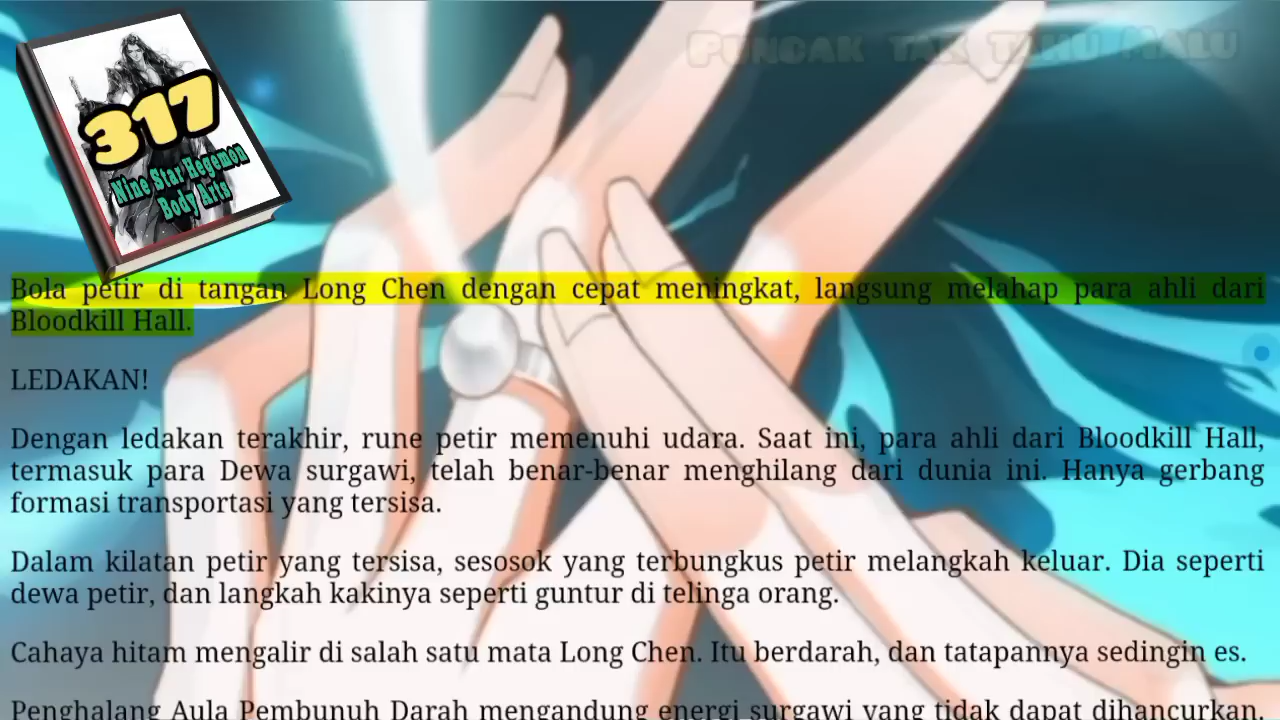 Puncak tak tahu Malu
317
Nine Star Hegemon
Body Arts
Bola petir di tangan Long Chen dengan cepat meningkat, langsung melahap para ahli dari
Bloodkill Hall.
LEDAKAN!
Dengan ledakan terakhir, rune petir memenuhi udara. Saat ini, para ahli dari Bloodkill Hall,
termasuk para Dewa surgawi, telah benar-benar menghilang dari dunia ini. Hanya gerbang
formasi transportasi yang tersisa.
Dalam kilatan petir yang tersisa, sesosok yang terbungkus petir melangkah keluar. Dia seperti
dewa petir, dan langkah kakinya seperti guntur di telinga orang.
Cahaya hitam mengalir di salah satu mata Long Chen. Itu berdarah, dan tatapannya sedingin es.
Penghalang Aula Pembunuh Darah mengandung energi surgawi yang tidak dapat dihancurkan.